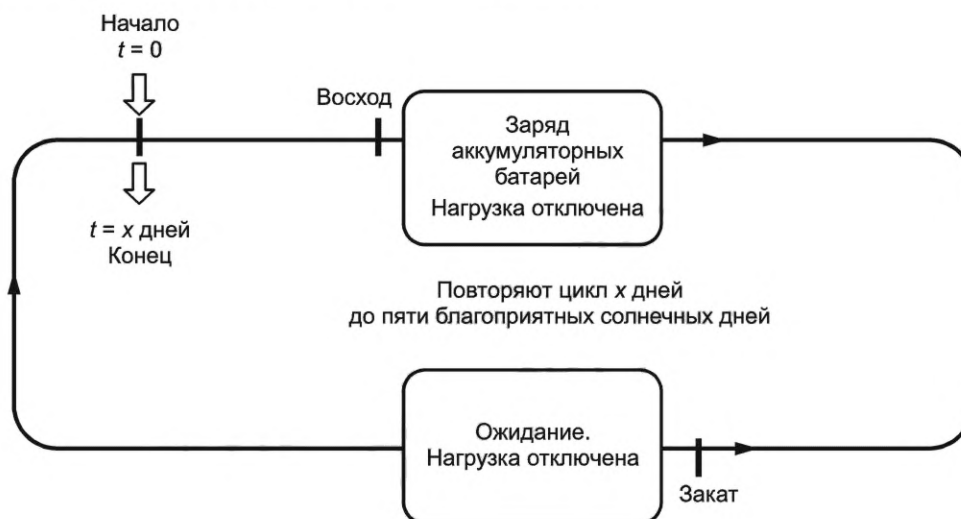 Начало
t = 0
Восход
Заряд
аккумуляторных
батарей
Нагрузка отключена
t = x дней
Конец
Повторяют цикл x дней
до пяти благоприятных солнечных дней
Ожидание.
Нагрузка отключена
Закат